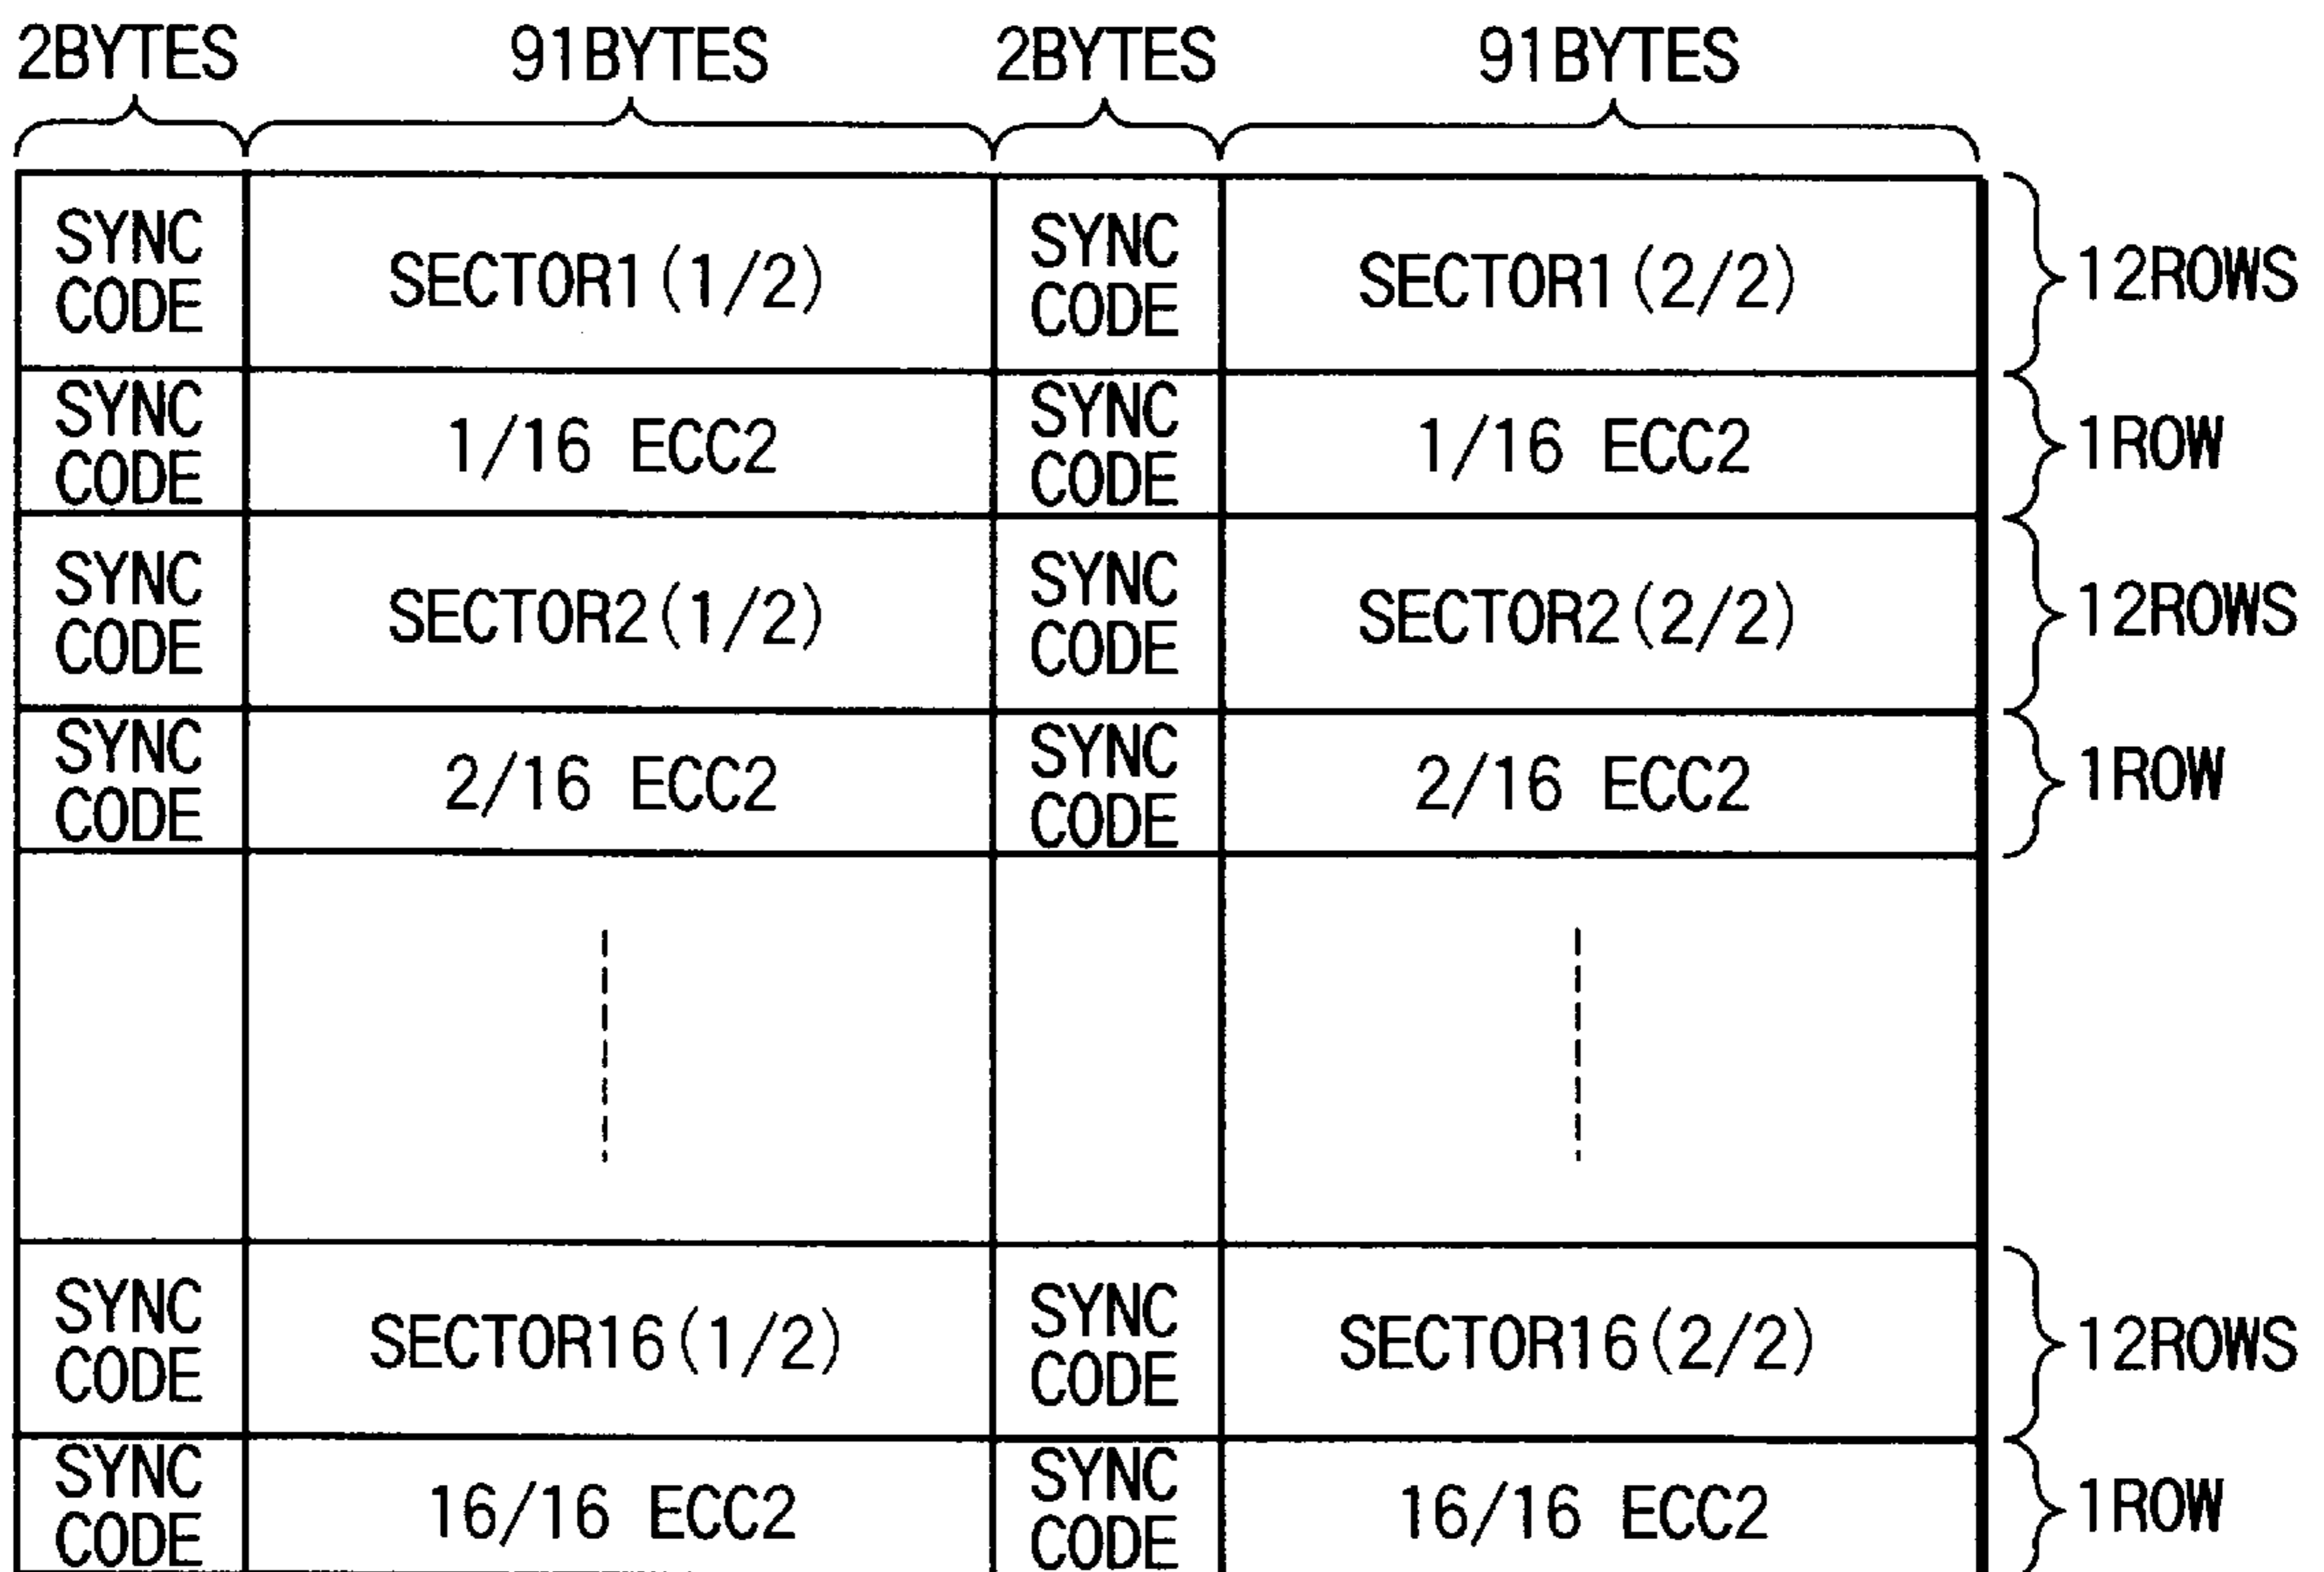 2BYTES 91BYTES 2BYTES 91BYTES
SYNC CODE SECTOR1(1/2) SYNC CODE SECTOR1(2/2) 12ROWS
SYNC CODE 1/16 ECC2 SYNC CODE 1/16 ECC2 1ROW
SYNC CODE SECTOR2(1/2) SYNC CODE SECTOR2(2/2) 12ROWS
SYNC CODE 2/16 ECC2 SYNC CODE 2/16 ECC2 1ROW
SYNC CODE SECTOR16(1/2) SYNC CODE SECTOR16(2/2) 12ROWS
SYNC CODE 16/16 ECC2 SYNC CODE 16/16 ECC2 1ROW